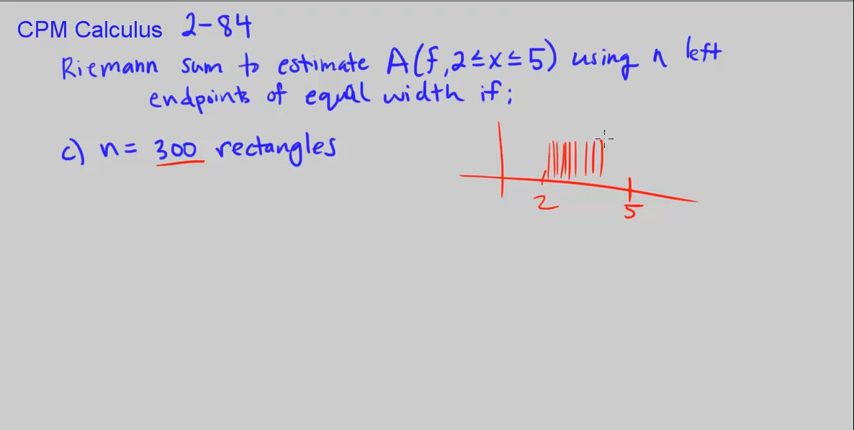 CPM Calculus 2-84
Riemann sum to estimate A(f, 2≤x≤5) using n left
endpoints of equal width if;
c) n = 300 rectangles
2
5